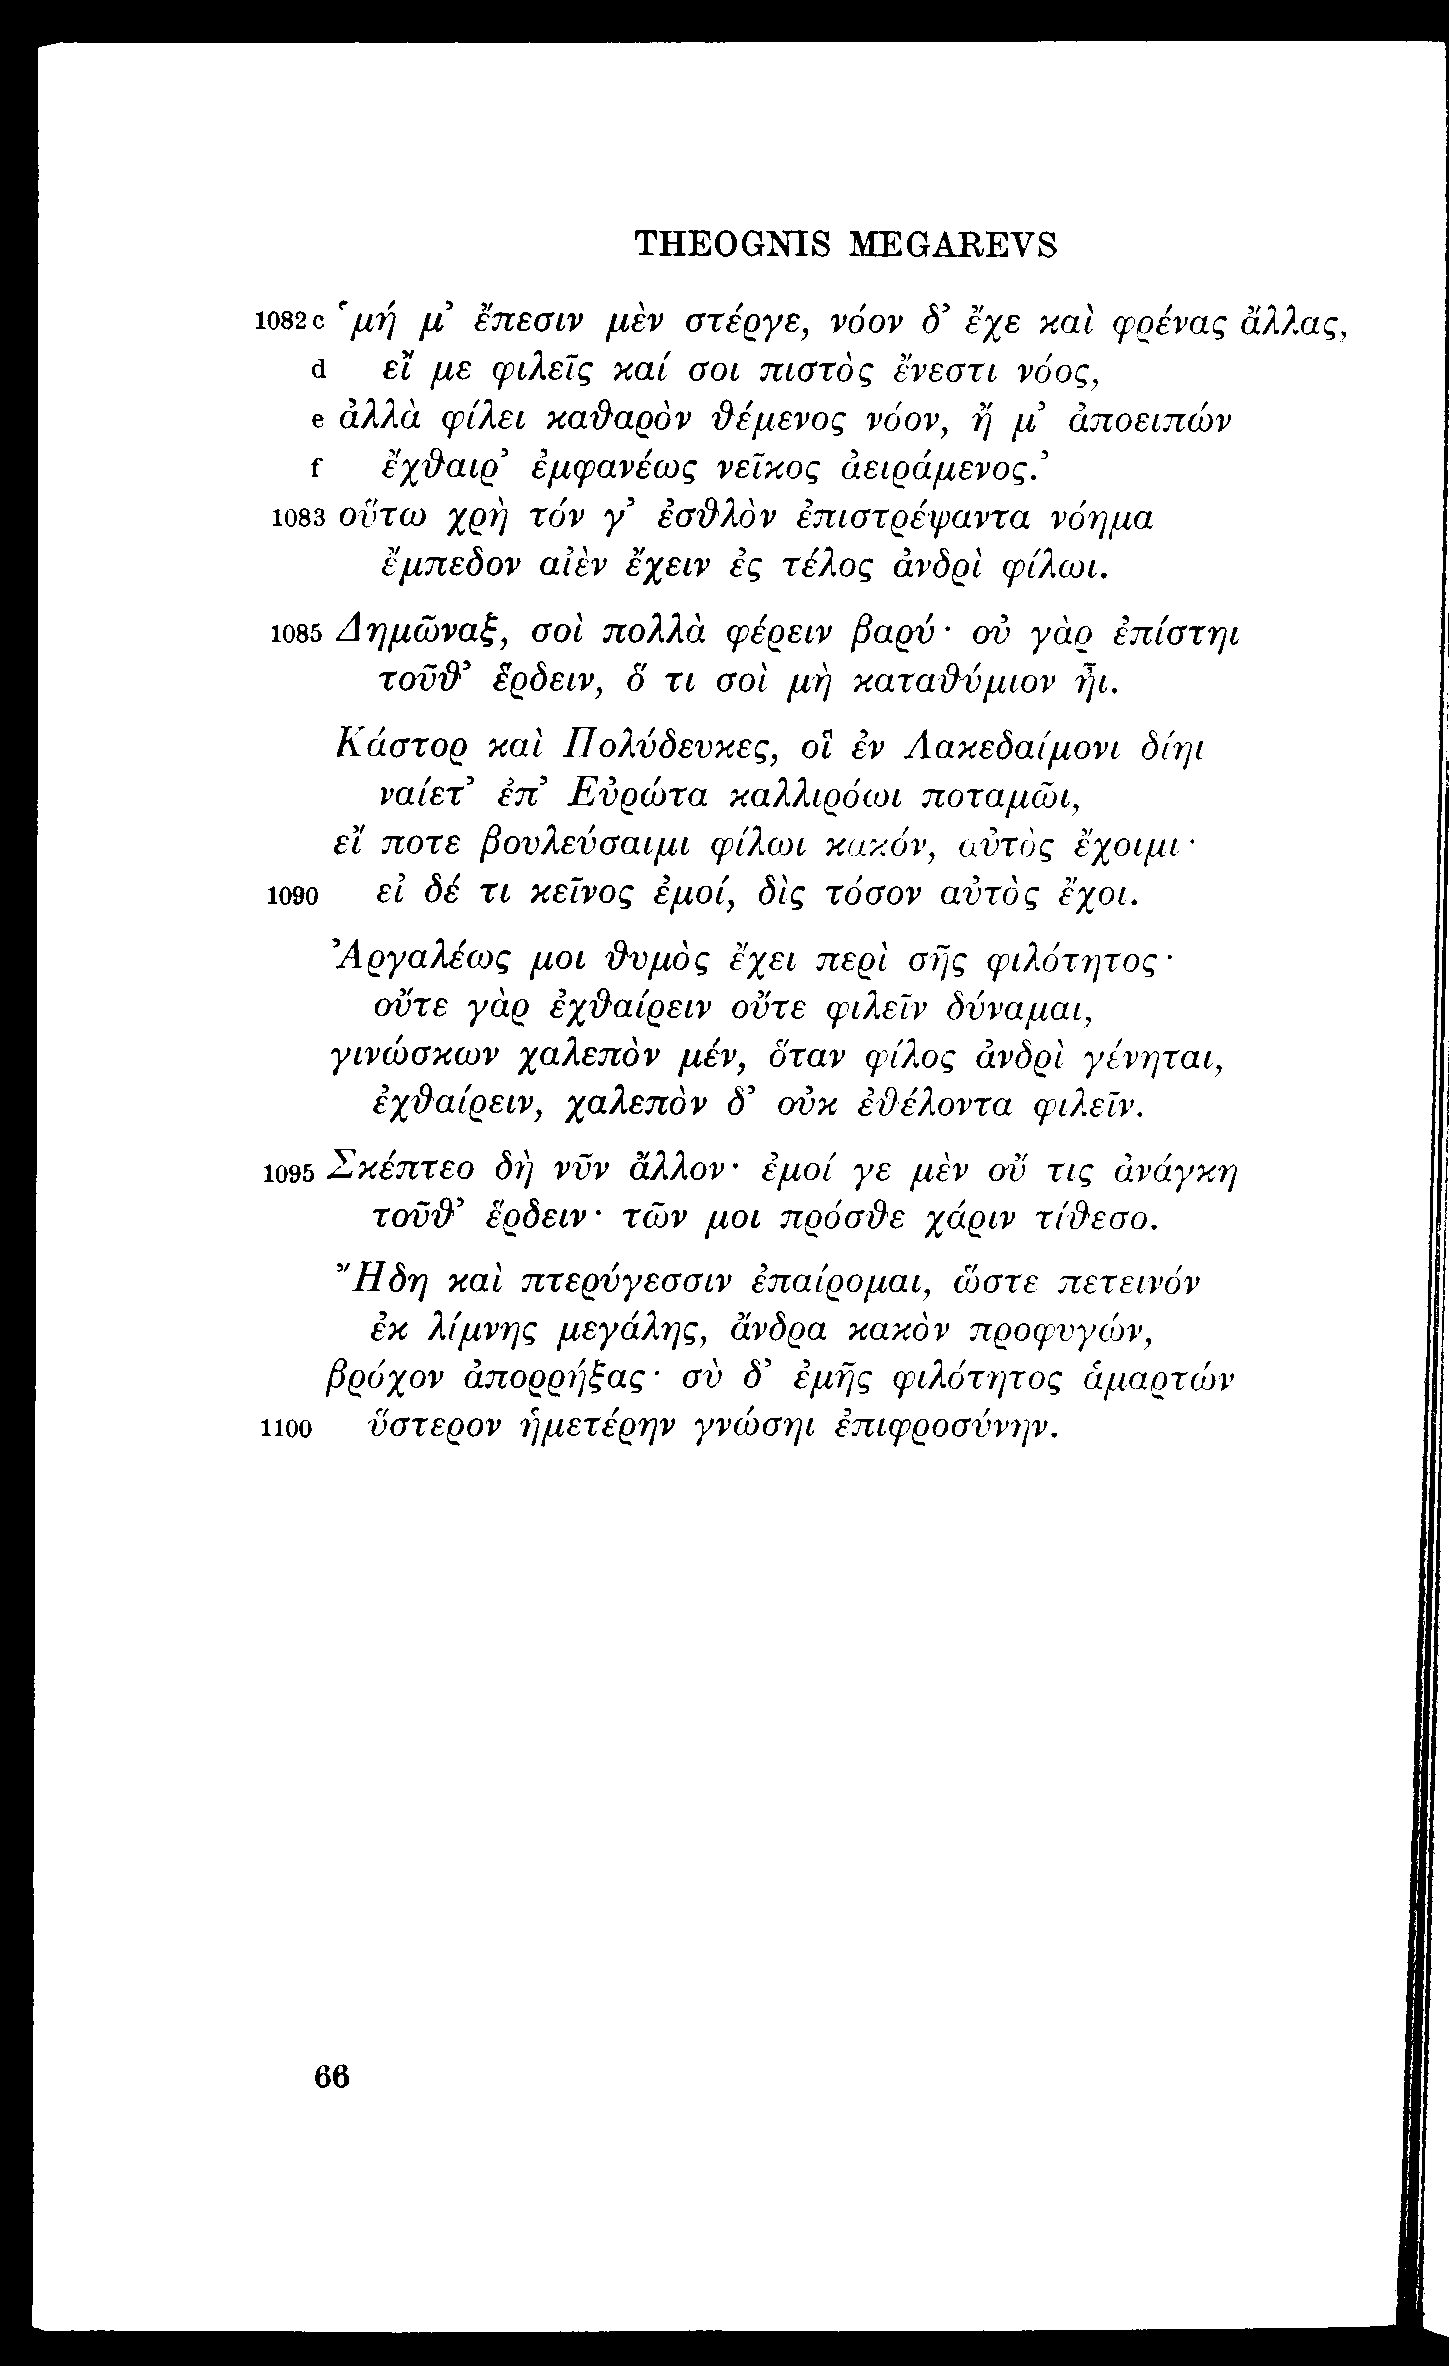 THEOGNIS MEGAREVS
1082 c ‘μή μ’ ἔπεσιν μὲν στέργε, νόον δ’ ἔχε καὶ φρένας ἄλλας,
d εἴ με φιλεῖς καί σοι πιστὸς ἔνεστι νόος,
e ἀλλὰ φίλει καθαρὸν θέμενος νόον, ἤ μ’ ἀποειπών
f ἔχθαιρ’ ἐμφανέως νεῖκος ἀειράμενος.’
1083 οὕτω χρὴ τόν γ’ ἐσθλὸν ἐπιστρέψαντα νόημα
ἔμπεδον αἰὲν ἔχειν ἐς τέλος ἀνδρὶ φίλωι.
1085 Δημῶναξ, σοὶ πολλὰ φέρειν βαρύ· οὐ γὰρ ἐπίστηι
τοῦθ’ ἕρδειν, ὅ τι σοὶ μὴ καταθύμιον ἦι.
Κάστορ καὶ Πολύδευκες, οἳ ἐν Λακεδαίμονι δίηι
ναίετ’ ἐπ’ Εὐρώτα καλλιρόωι ποταμῶι,
εἴ ποτε βουλεύσαιμι φίλωι κακόν, αὐτὸς ἔχοιμι·
1090 εἰ δέ τι κεῖνος ἐμοί, δὶς τόσον αὐτὸς ἔχοι.
Ἀργαλέως μοι θυμὸς ἔχει περὶ σῆς φιλότητος·
οὔτε γὰρ ἐχθαίρειν οὔτε φιλεῖν δύναμαι,
γινώσκων χαλεπὸν μέν, ὅταν φίλος ἀνδρὶ γένηται,
ἐχθαίρειν, χαλεπὸν δ’ οὐκ ἐθέλοντα φιλεῖν.
1095 Σκέπτεο δὴ νῦν ἄλλον· ἐμοί γε μὲν οὔ τις ἀνάγκη
τοῦθ’ ἕρδειν· τῶν μοι πρόσθε χάριν τίθεσο.
Ἤδη καὶ πτερύγεσσιν ἐπαίρομαι, ὥστε πετεινόν
ἐκ λίμνης μεγάλης, ἄνδρα κακὸν προφυγών,
βρόχον ἀπορρήξας· σὺ δ’ ἐμῆς φιλότητος ἁμαρτών
1100 ὕστερον ἡμετέρην γνώσηι ἐπιφροσύνην.
66